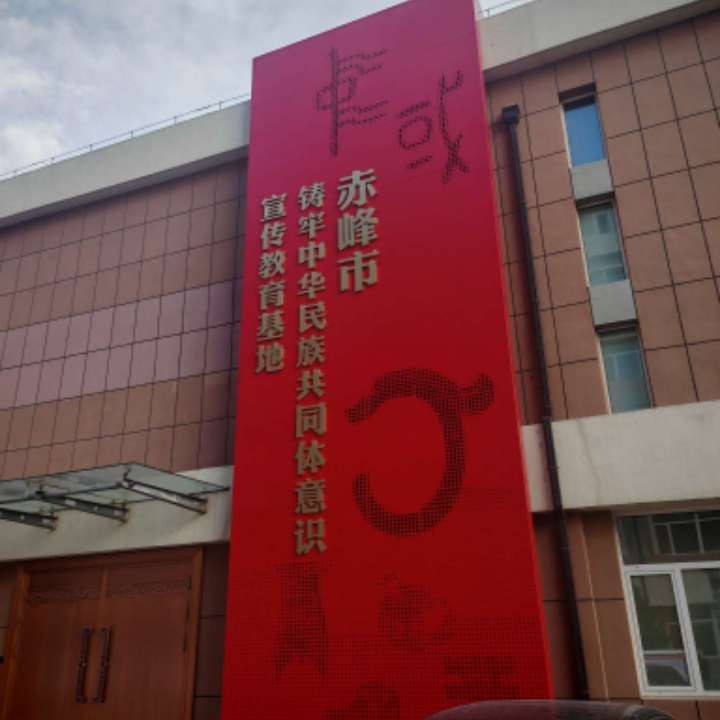 赤峰市
铸牢中华民族共同体意识
宣传教育基地